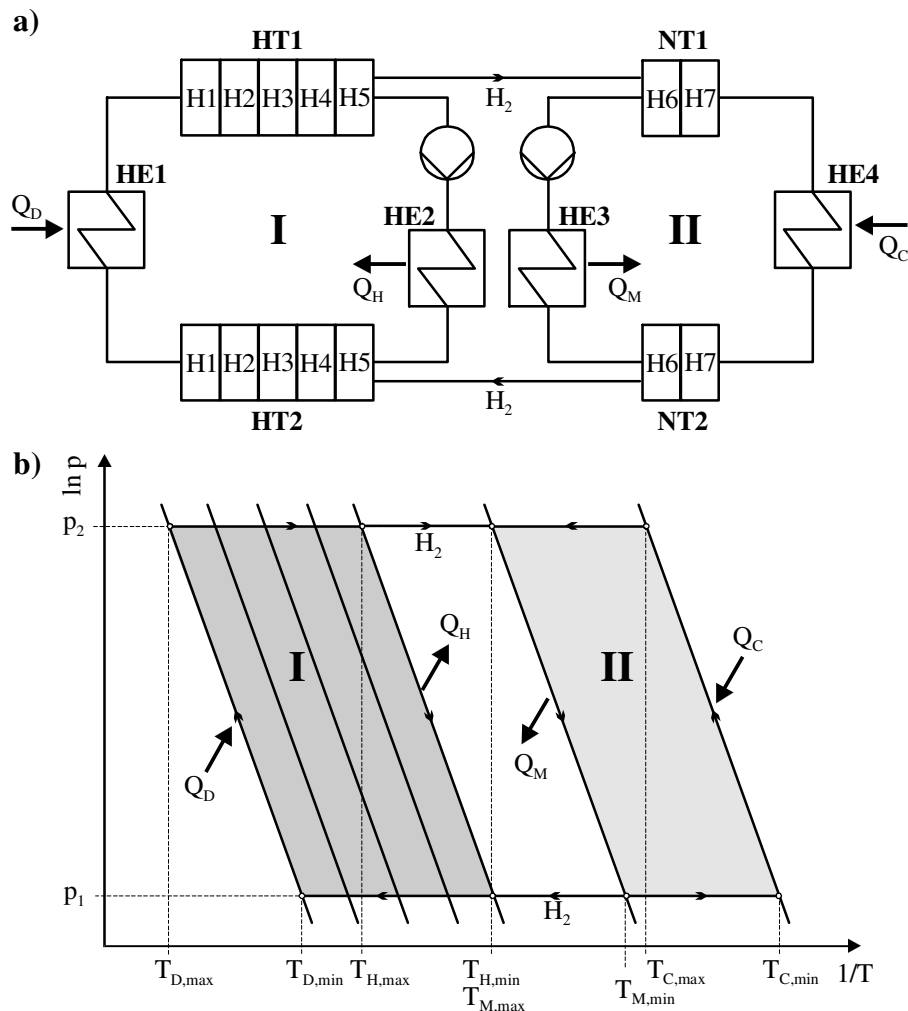 a)
HT1
NT1
H1 H2 H3 H4 H5
H2
H6 H7
HE1
HE4
QD
I
HE2
HE3
II
QH
QM
QC
H1 H2 H3 H4 H5
H6 H7
HT2
H2
NT2
b)
ln p
p2
H2
QH
QC
I
II
QD
QM
p1
H2
TD,max
TD,min
TH,max
TH,min
TM,max
TM,min
TC,max
TC,min
1/T